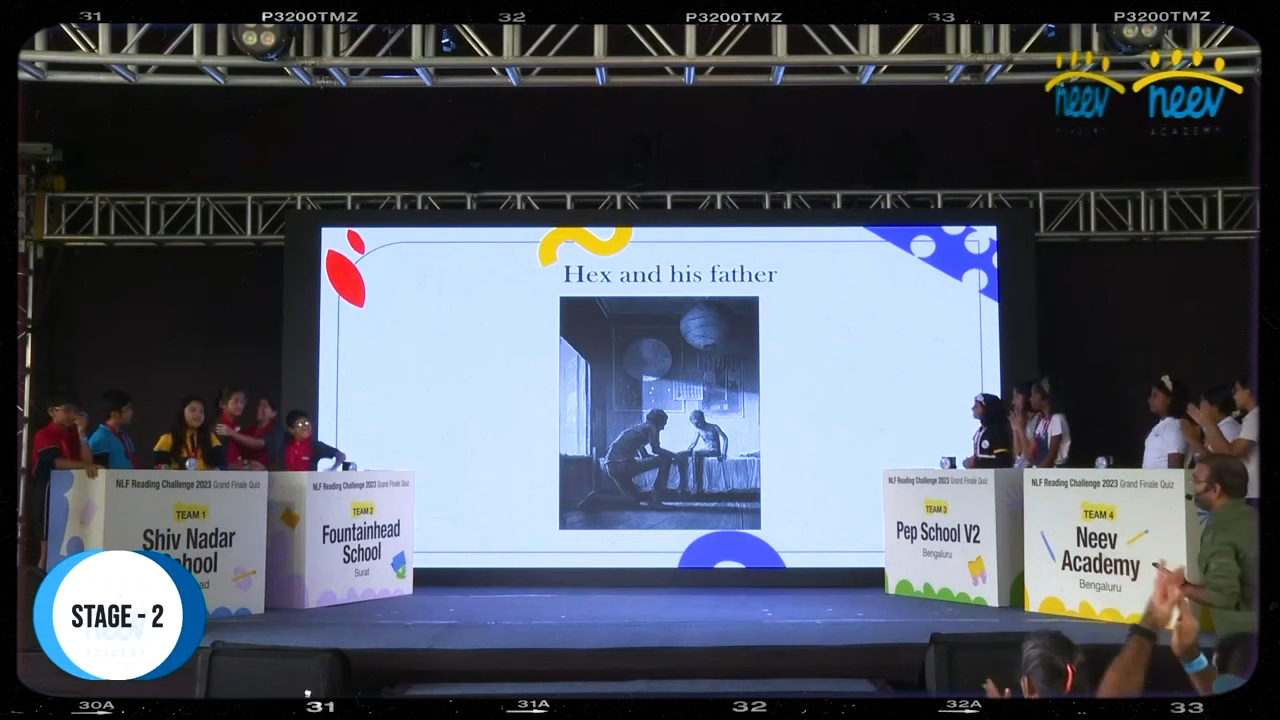 31 P3200TMZ 32 P3200TMZ 33 P3200TMZ
neev neev
ACADEMY
Hex and his father
NLF Reading Challenge 2023 Grand Finale Quiz
TEAM 1
Shiv Nadar
School
NLF Reading Challenge 2023 Grand Finale Quiz
TEAM 2
Fountainhead
School
Surat
NLF Reading Challenge 2023 Grand Finale Quiz
TEAM 3
Pep School V2
Bengaluru
NLF Reading Challenge 2023 Grand Finale Quiz
TEAM 4
Neev
Academy
Bengaluru
STAGE - 2
30A 31 31A 32 32A 33